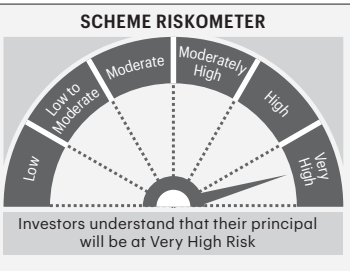 SCHEME RISKOMETER
Low
Low to
Moderate
Moderate
Moderately
High
High
Very
High
Investors understand that their principal
will be at Very High Risk